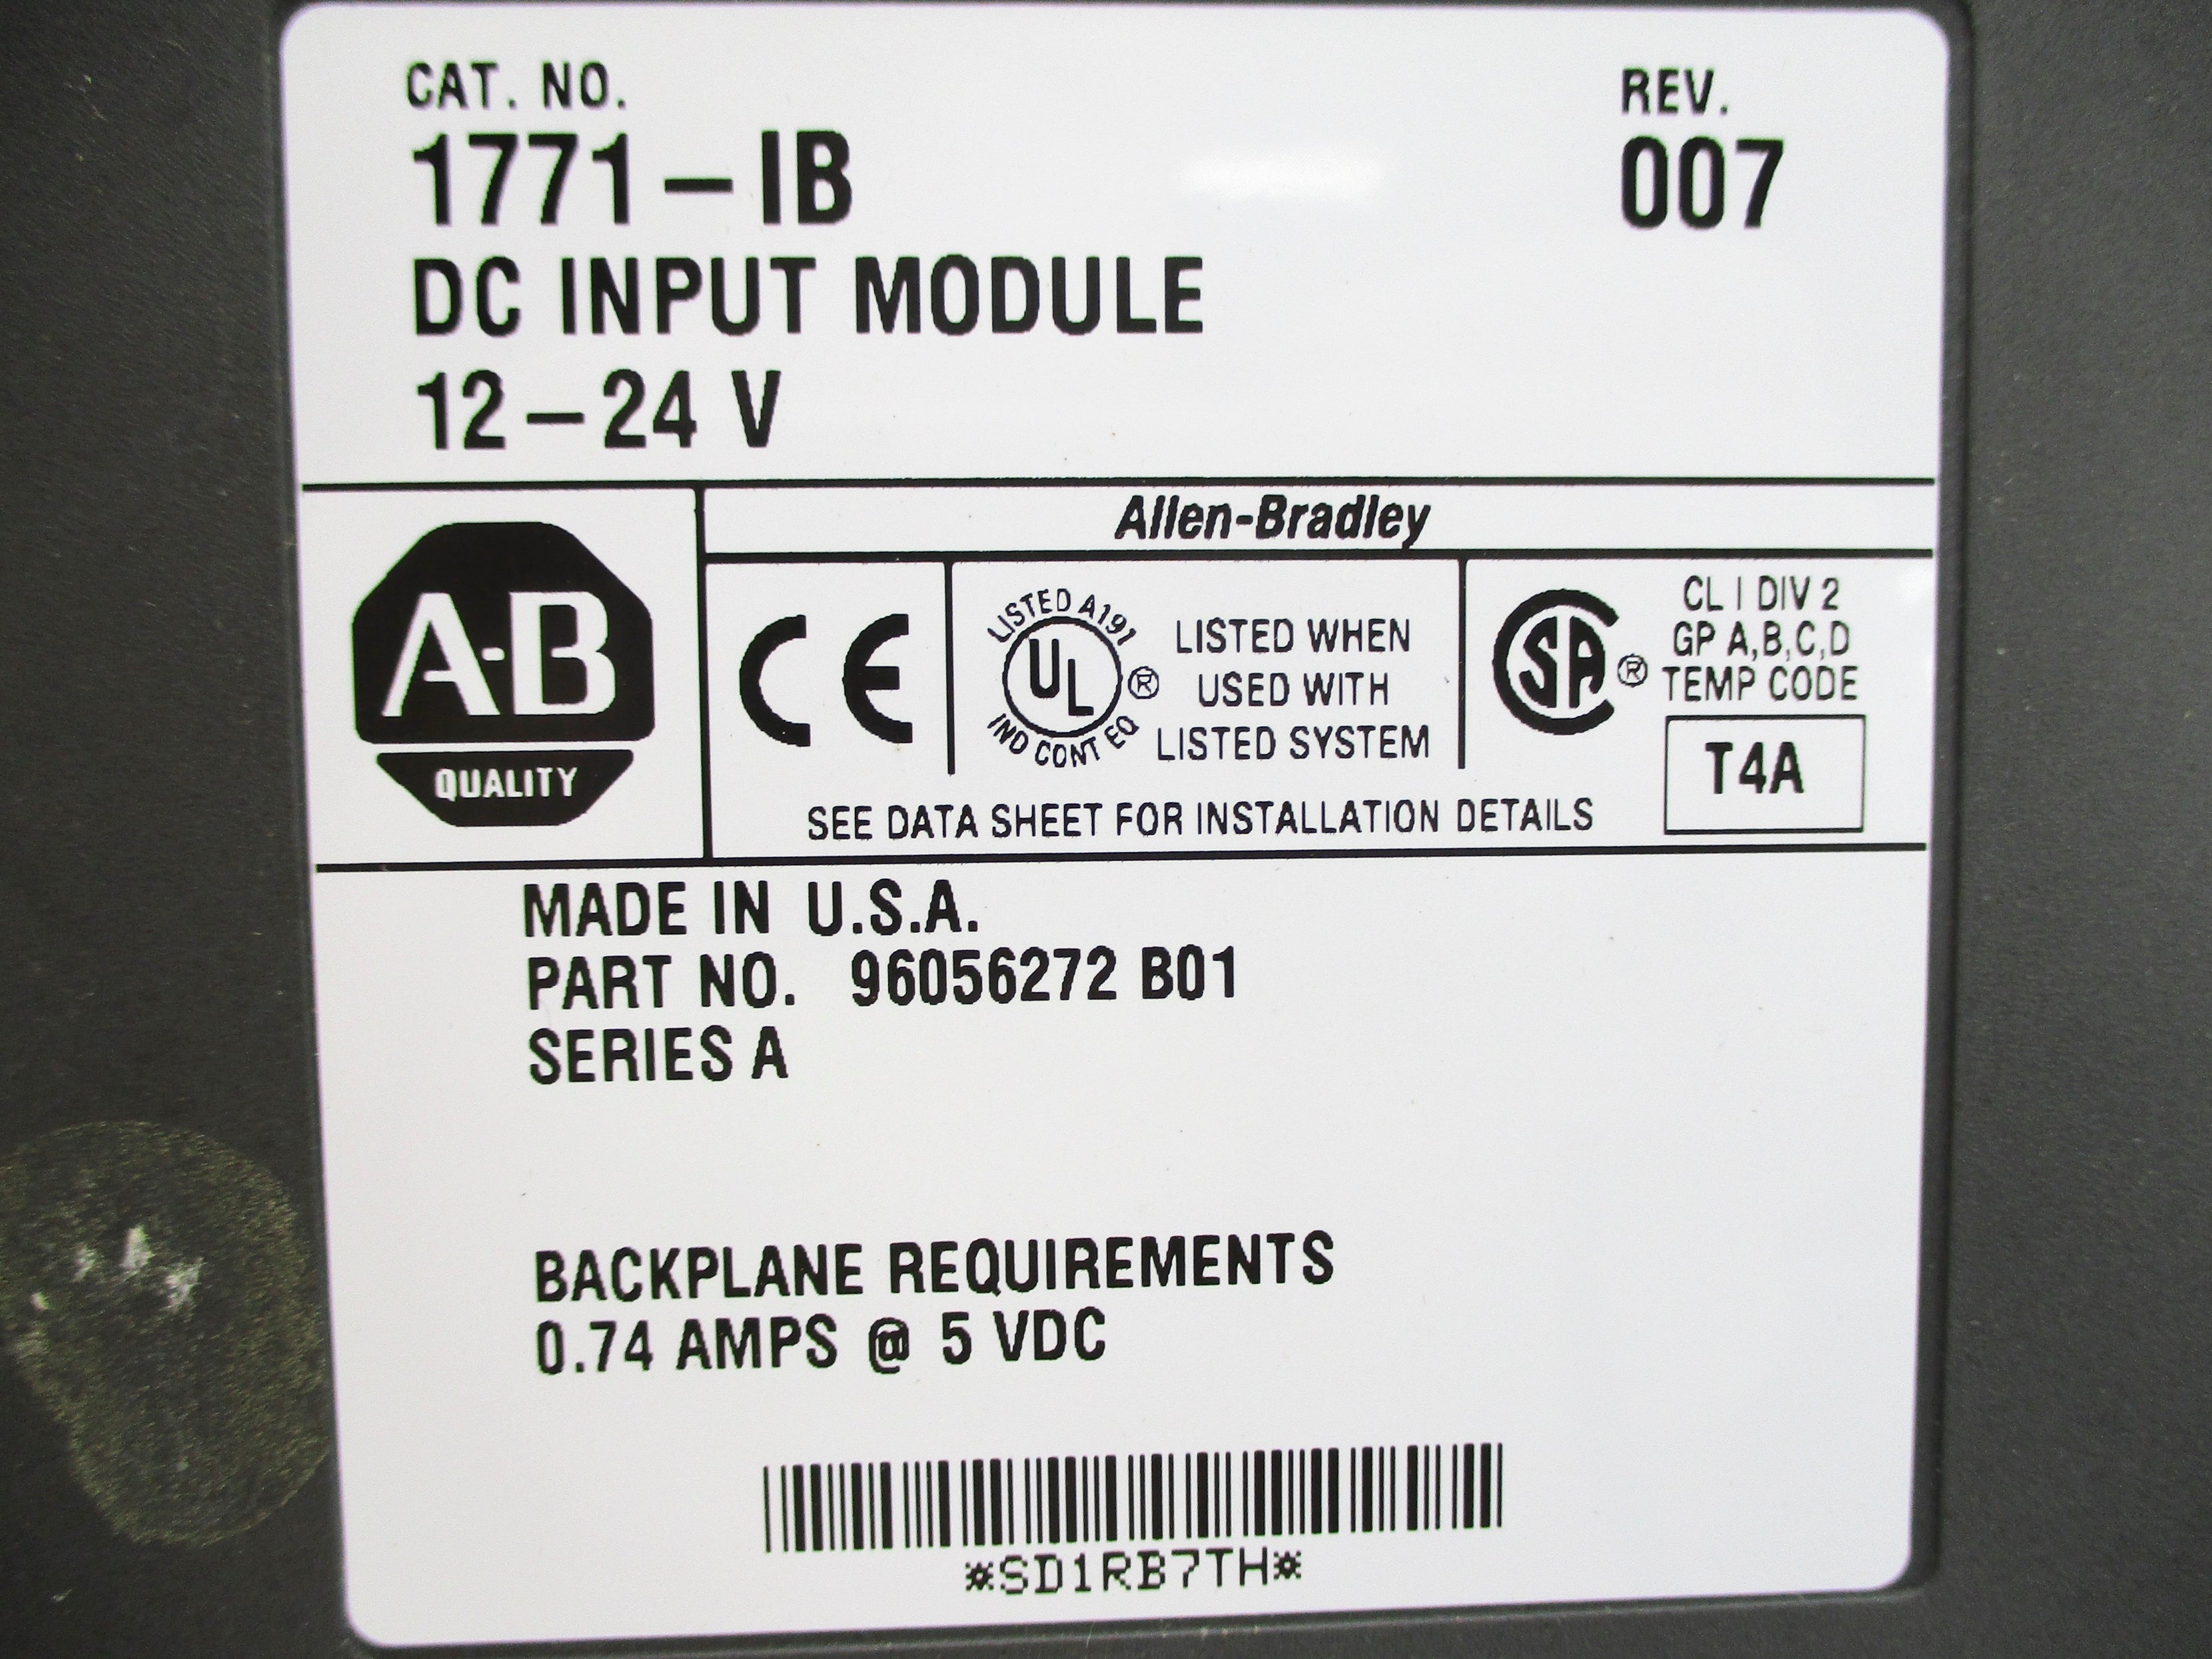 CAT. NO.
REV.
1771-IB
007
DC INPUT MODULE
12-24 V
Allen-Bradley
A-B
QUALITY
CE
LISTED A191
UL
®
IND CONT EQ
LISTED WHEN
USED WITH
LISTED SYSTEM
SA
®
CL I DIV 2
GP A,B,C,D
TEMP CODE
T4A
SEE DATA SHEET FOR INSTALLATION DETAILS
MADE IN U.S.A.
PART NO. 96056272 B01
SERIES A
BACKPLANE REQUIREMENTS
0.74 AMPS @ 5 VDC
*SD1RB7TH*